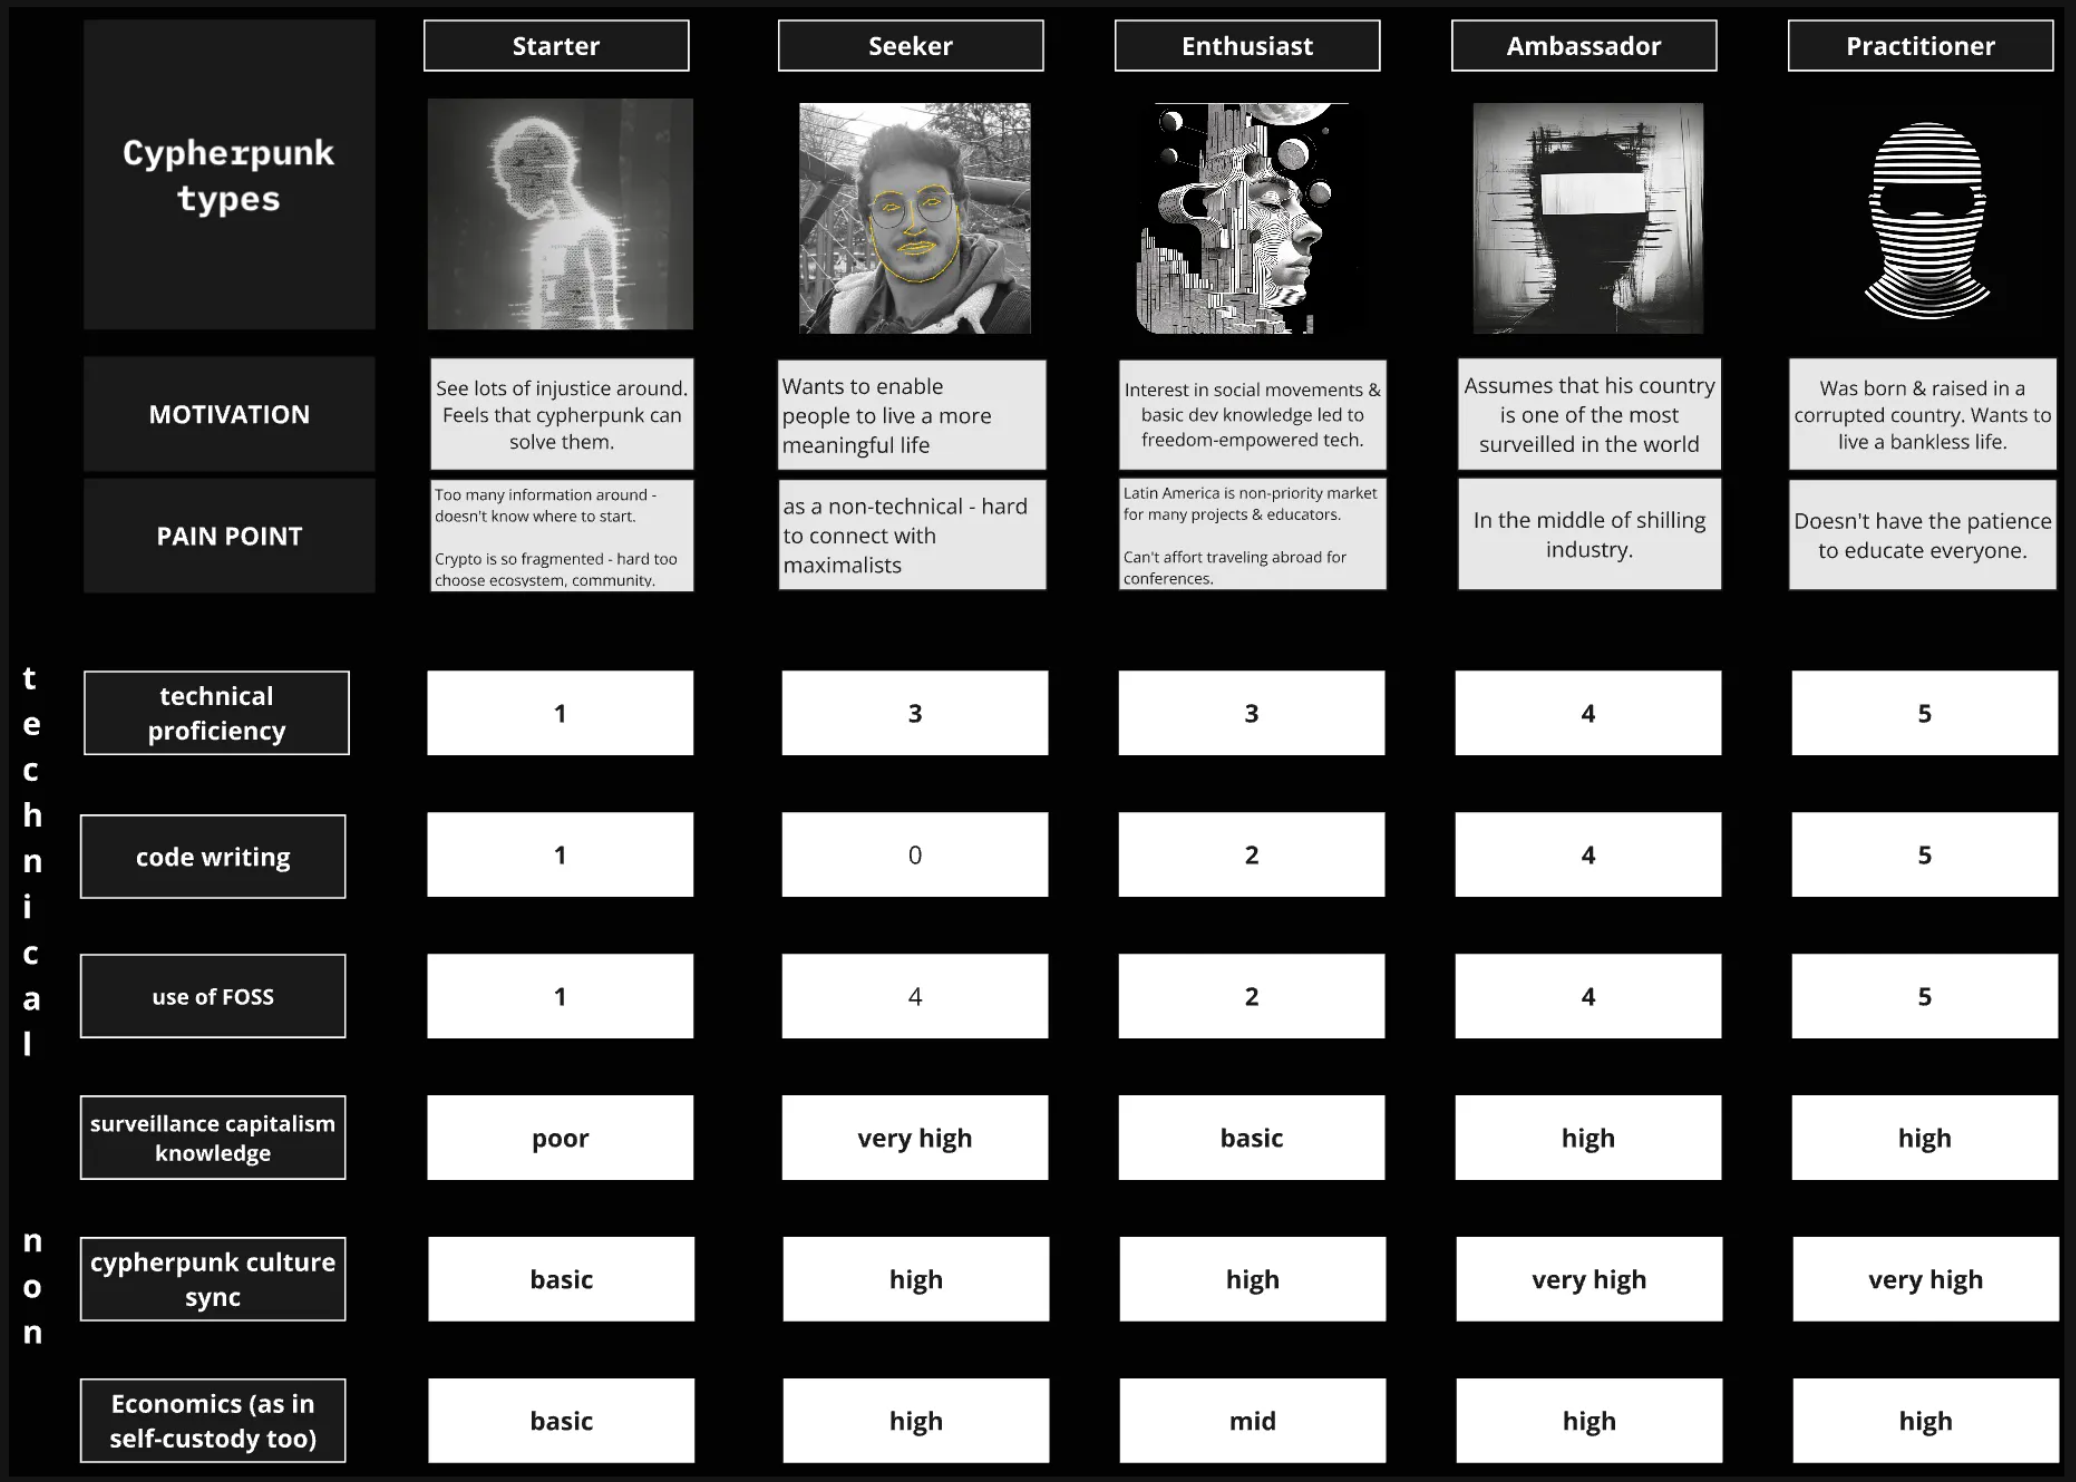 Starter
Seeker
Enthusiast
Ambassador
Practitioner
Cypherpunk
types
MOTIVATION
See lots of injustice around.
Feels that cypherpunk can
solve them.
Wants to enable
people to live a more
meaningful life
Interest in social movements &
basic dev knowledge led to
freedom-empowered tech.
Assumes that his country
is one of the most
surveilled in the world
Was born & raised in a
corrupted country. Wants to
live a bankless life.
PAIN POINT
Too many information around -
doesn't know where to start.
Crypto is so fragmented - hard too
choose ecosystem, community.
as a non-technical - hard
to connect with
maximalists
Latin America is non-priority market
for many projects & educators.
Can't affort traveling abroad for
conferences.
In the middle of shilling
industry.
Doesn't have the patience
to educate everyone.
t
e
c
h
n
i
c
a
l
technical
proficiency
1
3
3
4
5
code writing
1
0
2
4
5
use of FOSS
1
4
2
4
5
surveillance capitalism
knowledge
poor
very high
basic
high
high
n
o
n
cypherpunk culture
sync
basic
high
high
very high
very high
Economics (as in
self-custody too)
basic
high
mid
high
high